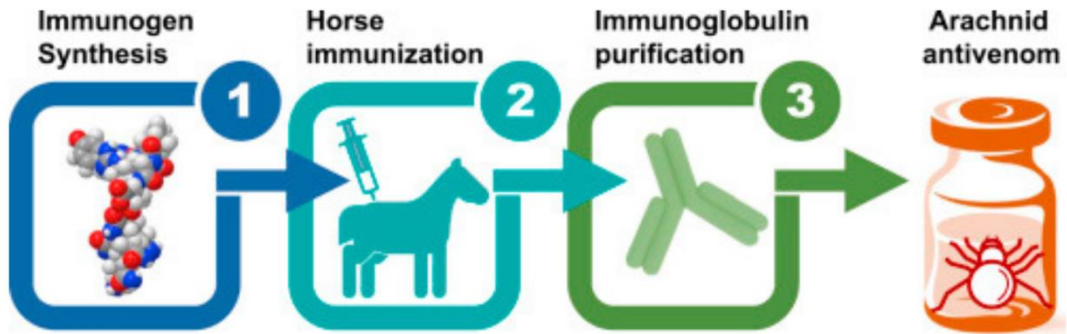 Immunogen
Synthesis
1
Horse
immunization
2
Immunoglobulin
purification
3
Arachnid
antivenom